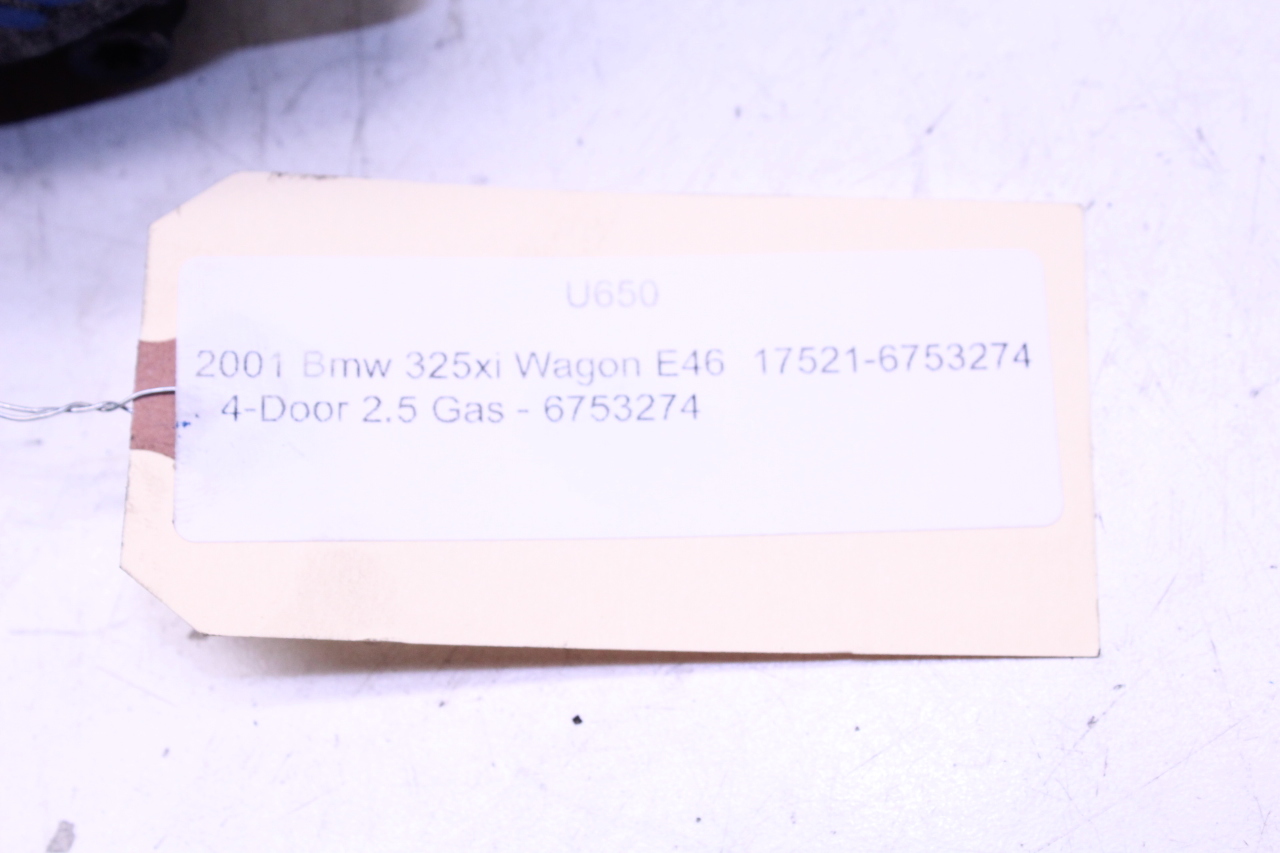 U650
2001 Bmw 325xi Wagon E46 17521-6753274
. 4-Door 2.5 Gas - 6753274